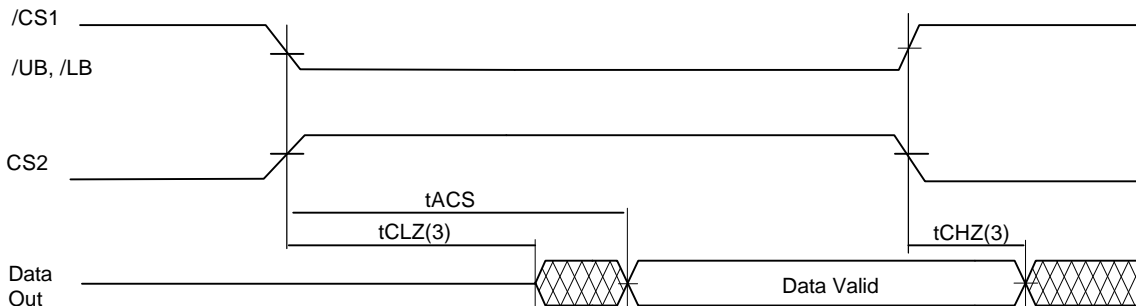 /CS1
/UB, /LB
CS2
tACS
tCLZ(3)
tCHZ(3)
Data
Out
Data Valid